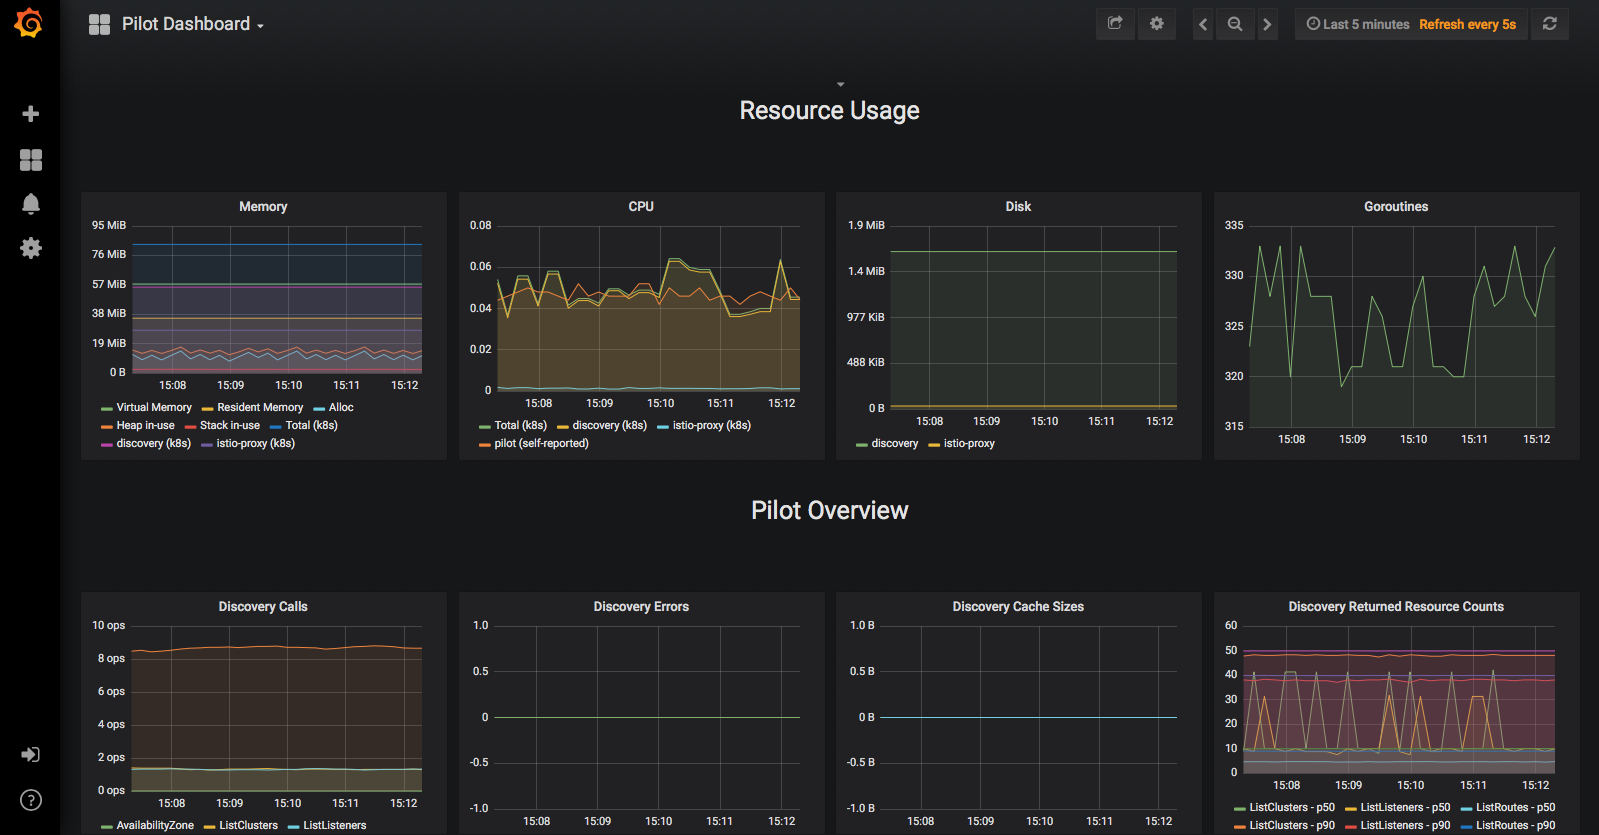 Pilot Dashboard
Last 5 minutes Refresh every 5s
Resource Usage
Memory
95 MiB
76 MiB
57 MiB
38 MiB
19 MiB
0 B
15:08 15:09 15:10 15:11 15:12
Virtual Memory Resident Memory Alloc
Heap in-use Stack in-use Total (k8s)
discovery (k8s) istio-proxy (k8s)
CPU
0.08
0.06
0.04
0.02
0
15:08 15:09 15:10 15:11 15:12
Total (k8s) discovery (k8s) istio-proxy (k8s)
pilot (self-reported)
Disk
1.9 MiB
1.4 MiB
977 KiB
488 KiB
0 B
15:08 15:09 15:10 15:11 15:12
discovery istio-proxy
Goroutines
335
330
325
320
315
15:08 15:09 15:10 15:11 15:12
Pilot Overview
Discovery Calls
10 ops
8 ops
6 ops
4 ops
2 ops
0 ops
15:08 15:09 15:10 15:11 15:12
AvailabilityZone ListClusters ListListeners
Discovery Errors
1.0
0.5
0
-0.5
-1.0
15:08 15:09 15:10 15:11 15:12
Discovery Cache Sizes
1.0 B
0.5 B
0 B
-0.5 B
-1.0 B
15:08 15:09 15:10 15:11 15:12
Discovery Returned Resource Counts
60
50
40
30
20
10
0
15:08 15:09 15:10 15:11 15:12
ListClusters - p50 ListListeners - p50 ListRoutes - p50
ListClusters - p90 ListListeners - p90 ListRoutes - p90